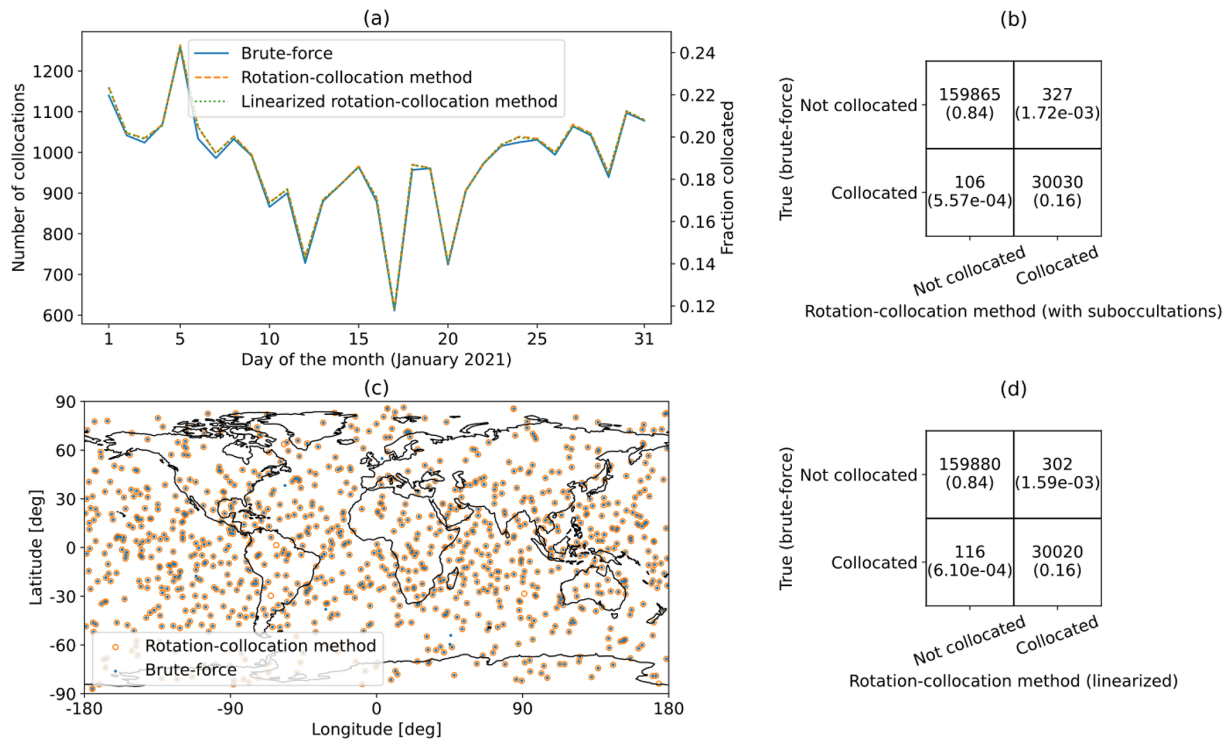 (a)
Brute-force
Rotation-collocation method
Linearized rotation-collocation method
Number of collocations
1200
1100
1000
900
800
700
600
0.24
0.22
0.20
0.18
0.16
0.14
0.12
Fraction collocated
1 5 10 15 20 25 31
Day of the month (January 2021)
(b)
True (brute-force)
Not collocated
Collocated
159865
(0.84)
327
(1.72e-03)
106
(5.57e-04)
30030
(0.16)
Not collocated
Collocated
Rotation-collocation method (with suboccultations)
(c)
Latitude [deg]
90
60
30
0
-30
-60
-90
Rotation-collocation method
Brute-force
-180 -90 0 90 180
Longitude [deg]
(d)
True (brute-force)
Not collocated
Collocated
159880
(0.84)
302
(1.59e-03)
116
(6.10e-04)
30020
(0.16)
Not collocated
Collocated
Rotation-collocation method (linearized)